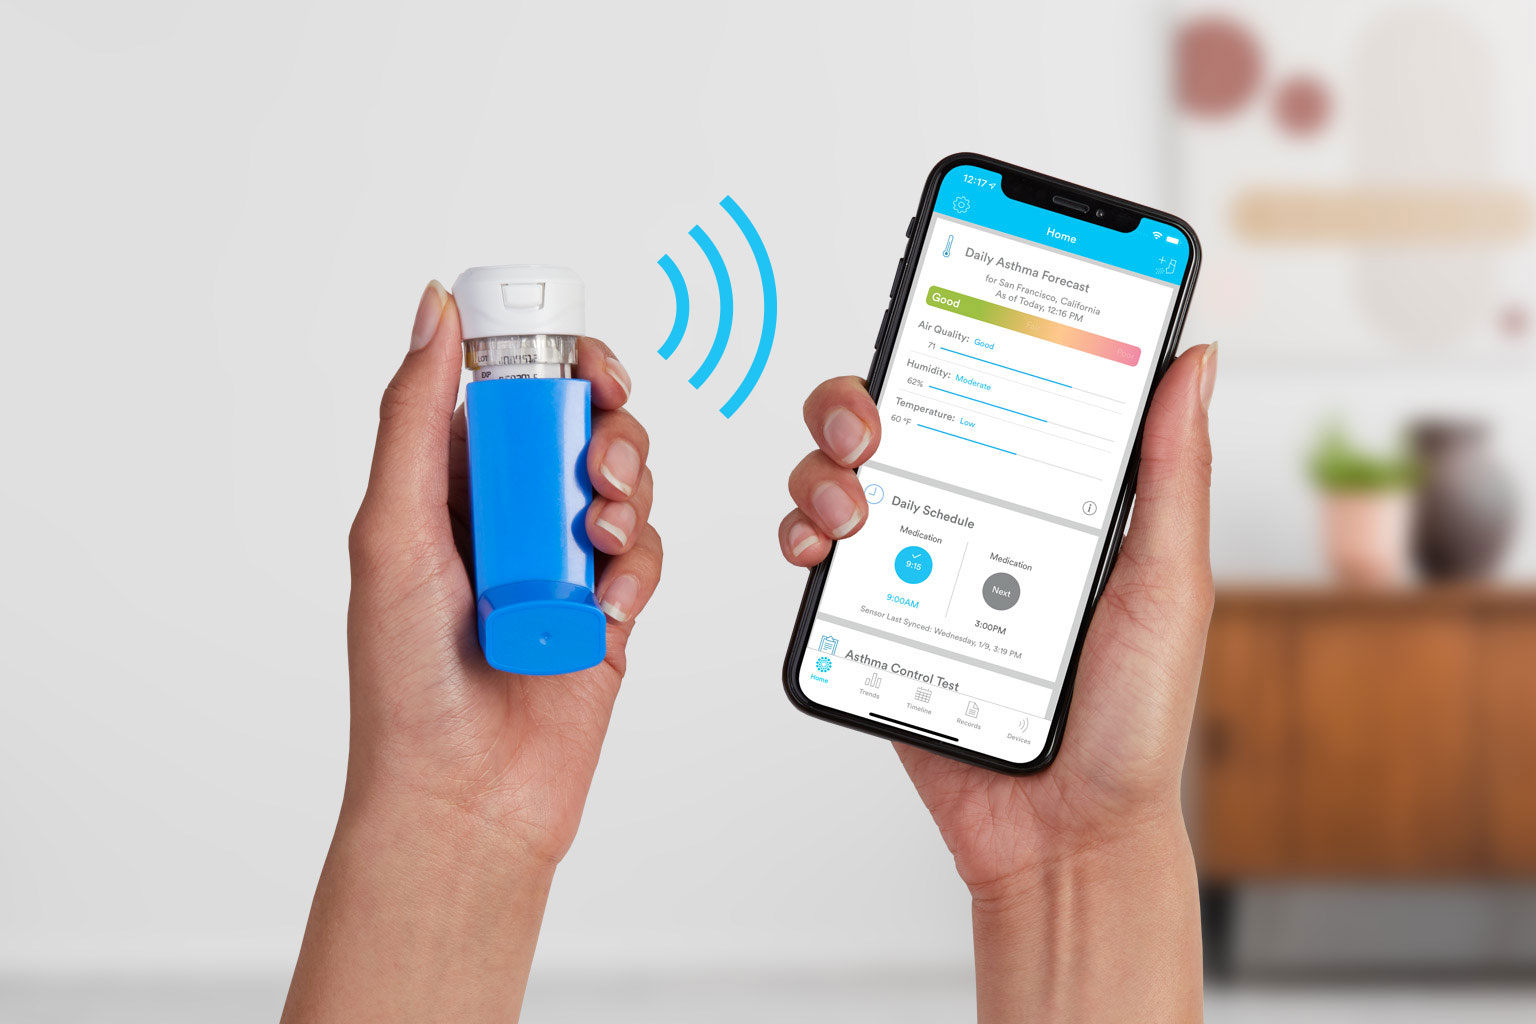 LOT
EXP
12:17
Home
Daily Asthma Forecast
for San Francisco, California
As of Today, 12:16 PM
Good
Fair
Poor
Air Quality: Good
71
Humidity: Moderate
62%
Temperature: Low
60 °F
Daily Schedule
Medication
9:15
9:00AM
Medication
Next
3:00PM
Sensor Last Synced: Wednesday, 1/9, 3:19 PM
Asthma Control Test
Home
Trends
Timeline
Records
Devices